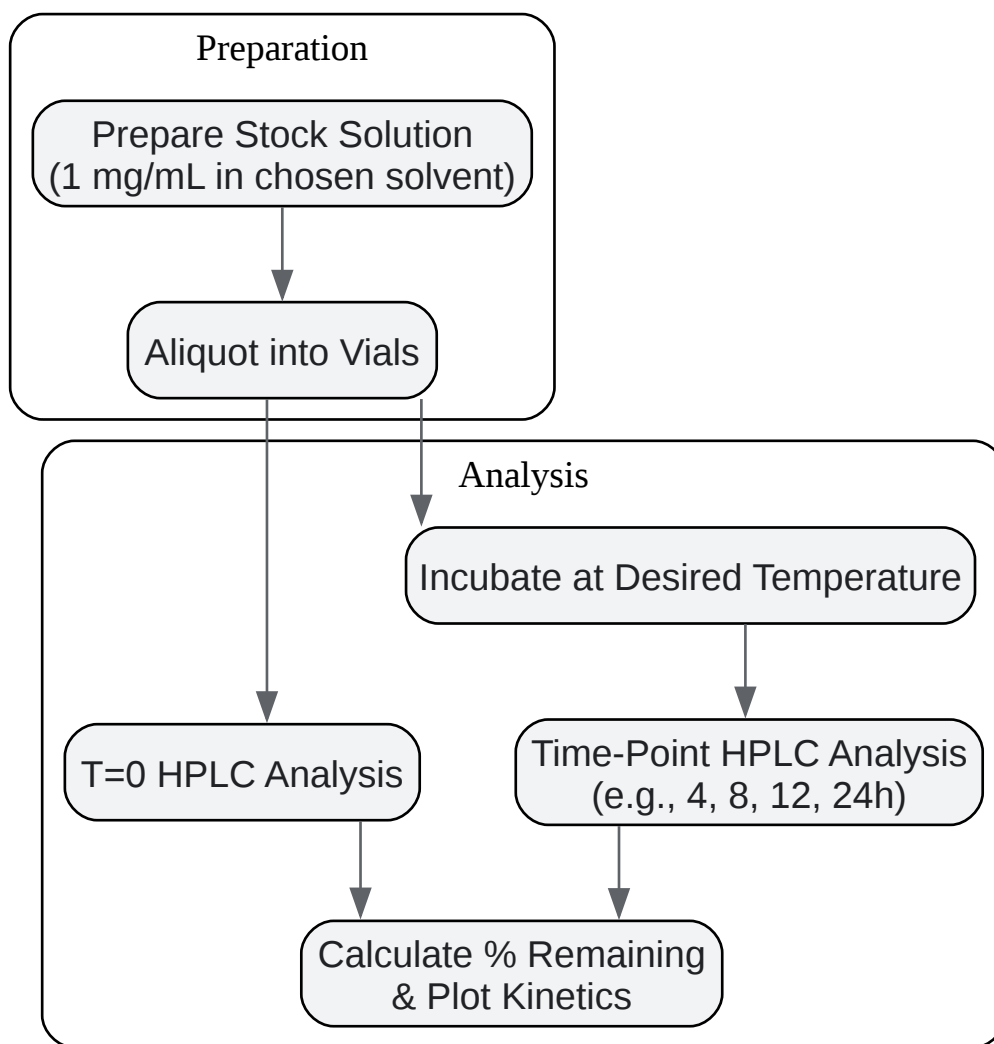 Preparation
Prepare Stock Solution
(1 mg/mL in chosen solvent)
Aliquot into Vials
Analysis
Incubate at Desired Temperature
T=0 HPLC Analysis
Time-Point HPLC Analysis
(e.g., 4, 8, 12, 24h)
Calculate % Remaining
& Plot Kinetics